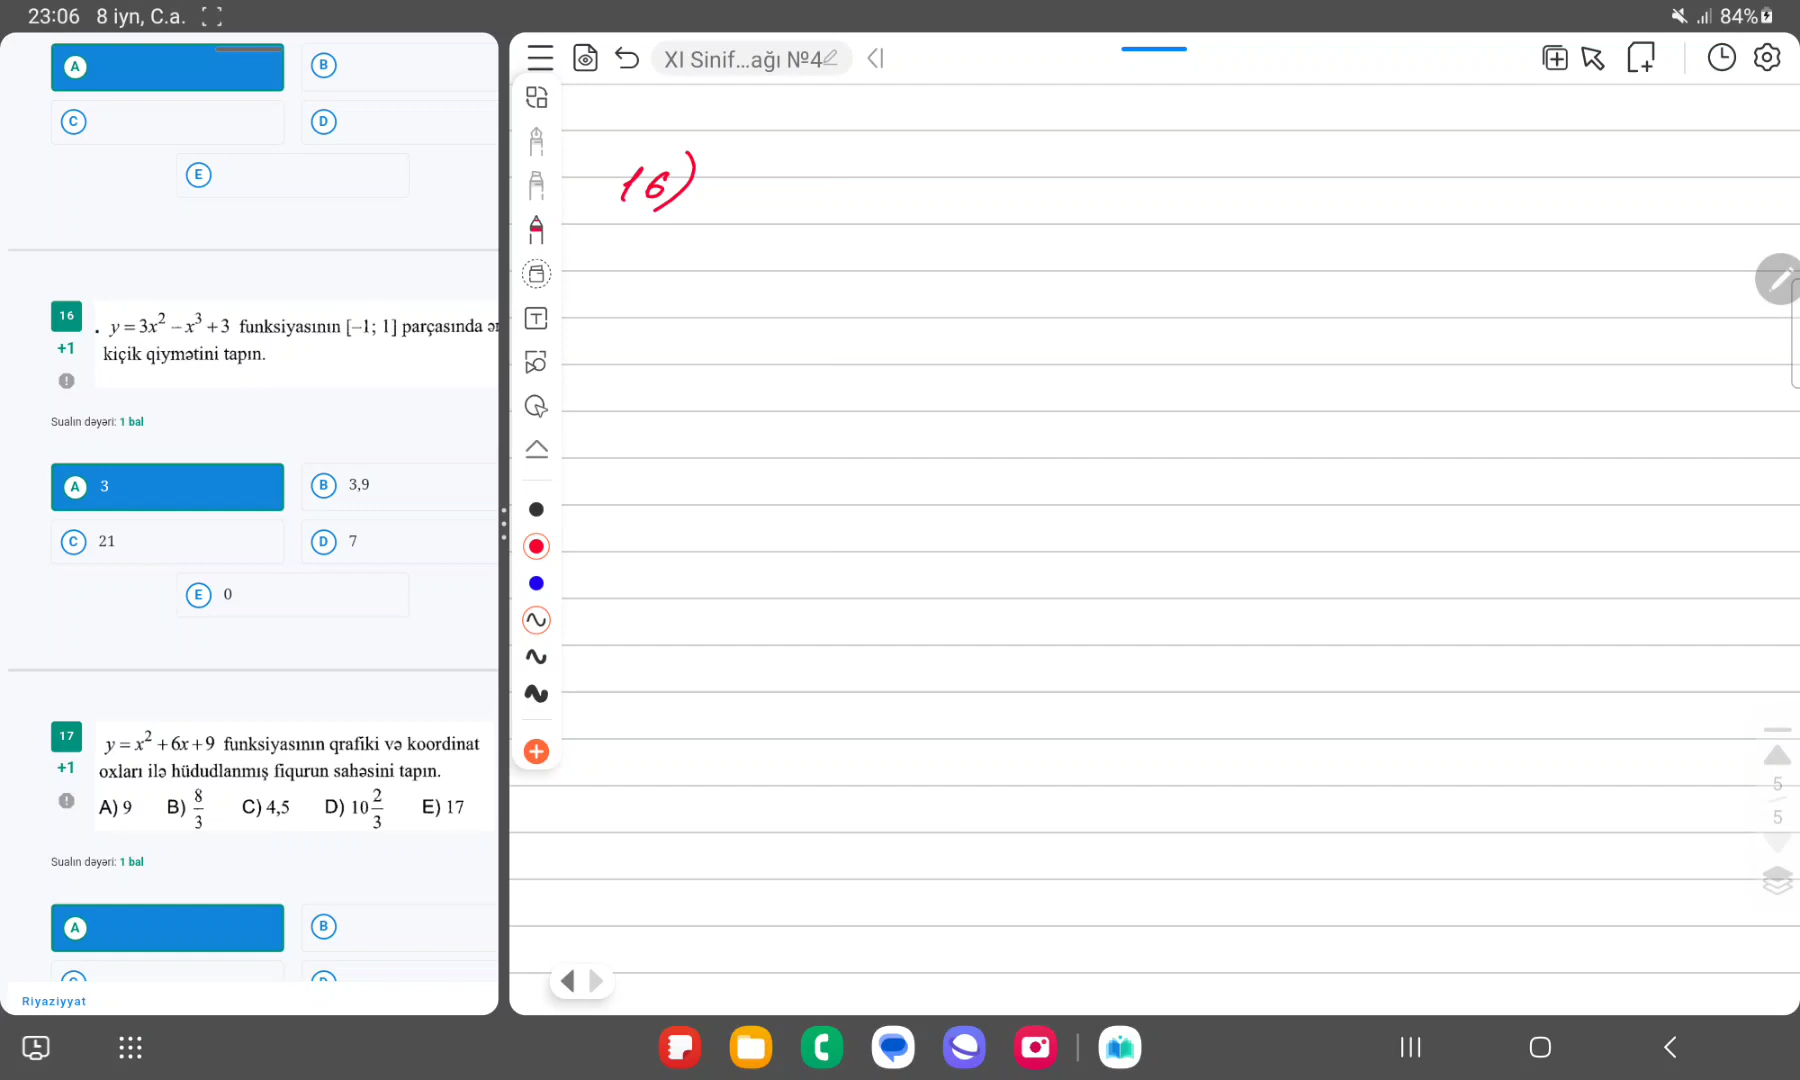 23:06 8 iyn, C.a.
84%
A
B
C
D
E
16
+1
. y = 3x² – x³ + 3 funksiyasının [–1; 1] parçasında ən
kiçik qiymətini tapın.
Sualın dəyəri: 1 bal
A 3
B 3,9
C 21
D 7
E 0
17
+1
y = x² + 6x + 9 funksiyasının qrafiki və koordinat
oxları ilə hüdudlanmış fiqurun sahəsini tapın.
A) 9 B) 8/3 C) 4,5 D) 10 2/3 E) 17
Sualın dəyəri: 1 bal
A
B
Riyaziyyat
XI Sinif...ağı №4
16)
5
5